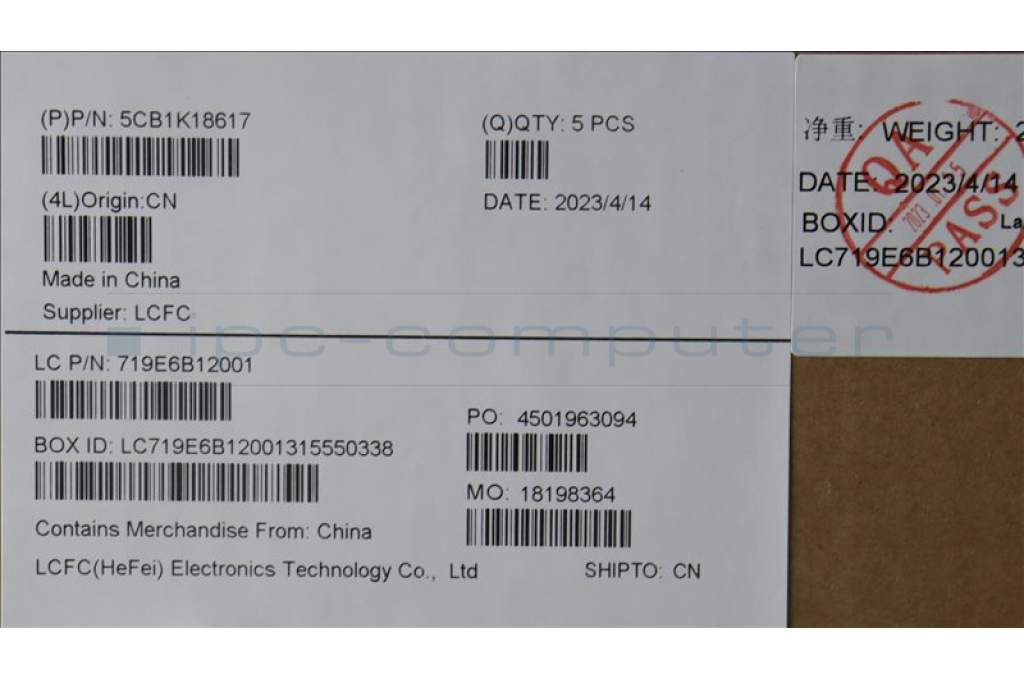 (P)P/N: 5CB1K18617
(Q)QTY: 5 PCS
(4L)Origin:CN
DATE: 2023/4/14
Made in China
Supplier: LCFC
ipc-computer
LC P/N: 719E6B12001
PO: 4501963094
BOX ID: LC719E6B12001315550338
MO: 18198364
Contains Merchandise From: China
LCFC(HeFei) Electronics Technology Co., Ltd
SHIPTO: CN
净重: WEIGHT: 2
DATE: 2023/4/14
BOXID:
La
LC719E6B120013
QA
PASS